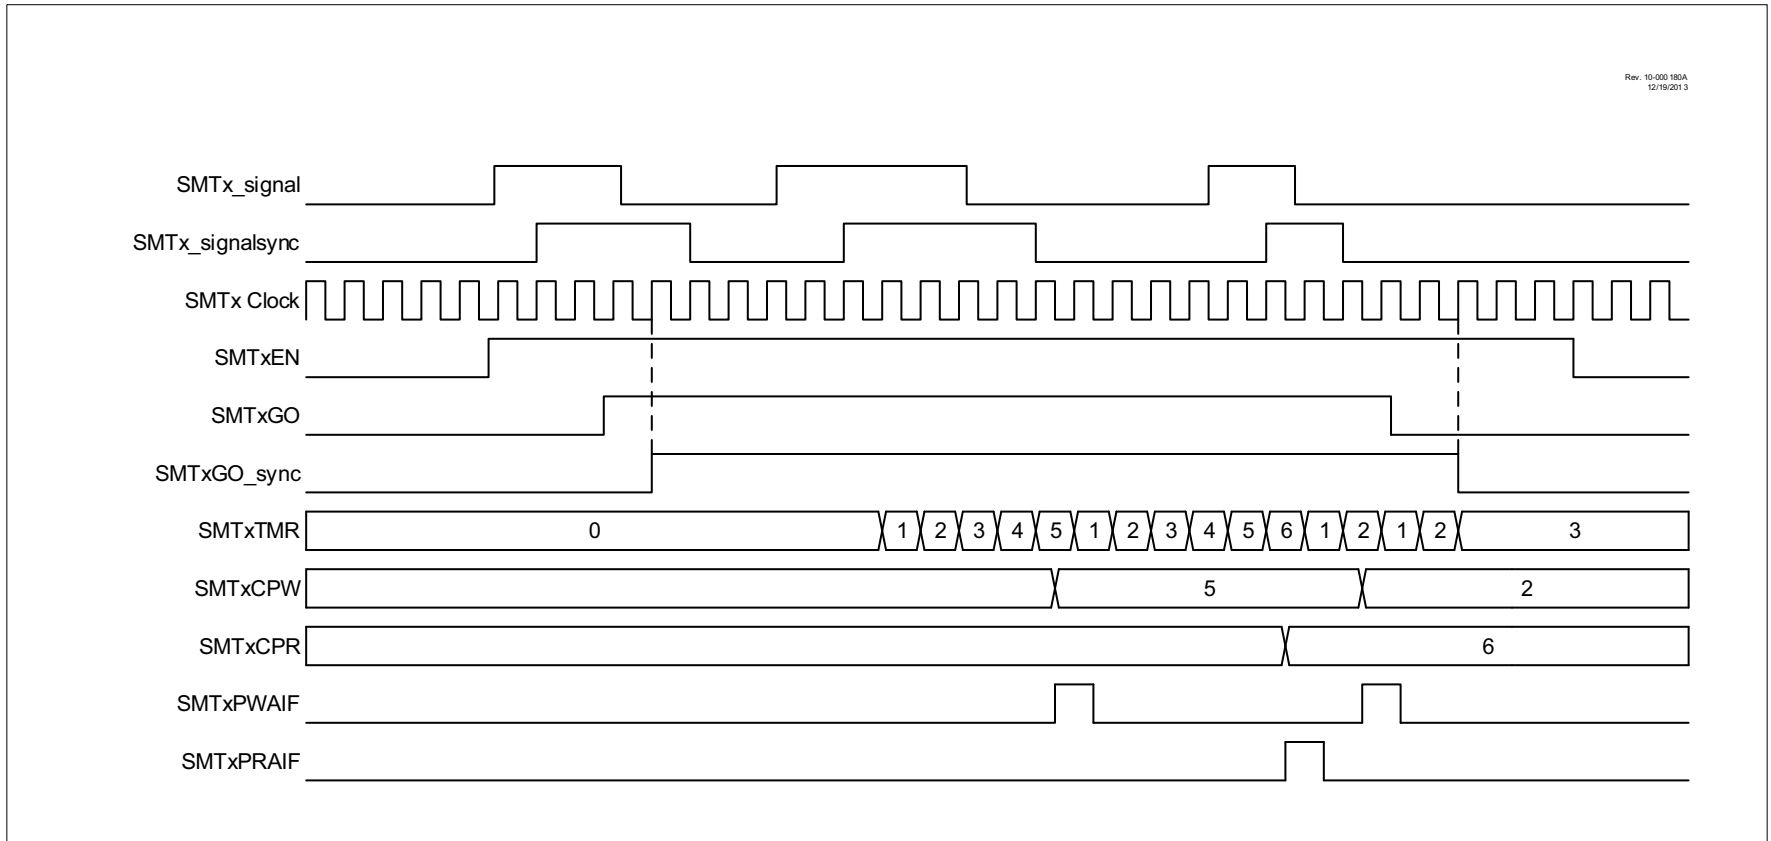 Rev. 10-000 180A
12/19/201 3
SMTx_signal
SMTx_signalsync
SMTx Clock
SMTxEN
SMTxGO
SMTxGO_sync
SMTxTMR 0 1 2 3 4 5 1 2 3 4 5 6 1 2 1 2 3
SMTxCPW 5 2
SMTxCPR 6
SMTxPWAIF
SMTxPRAIF